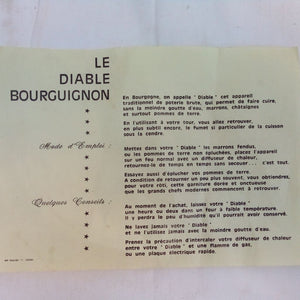 LE
DIABLE
BOURGUIGNON
En Bourgogne, on appelle " Diable " cet appareil
traditionnel de poterie brute, qui permet de faire cuire,
sans la moindre goutte d'eau, marrons, châtaignes
et surtout pommes de terre.
En l'utilisant à votre tour, vous allez retrouver,
en plus subtil encore, le fumet si particulier de la cuisson
sous la cendre.
Mode d'Emploi :
Mettez dans votre " Diable " les marrons fendus,
ou les pommes de terre non épluchées, placez l'appareil
sur un feu normal avec un diffuseur de chaleur,
retournez-le de temps en temps sans secouer... c'est tout.
Essayez aussi d'éplucher vos pommes de terre.
A condition de retourner un peu plus souvent, vous obtiendrez,
pour votre rôti, cette garniture dorée et onctueuse
que les grands chefs modernes commencent à retrouver.
Quelques Conseils :
Au moment de l'achat, laissez votre " Diable "
une heure ou deux dans un four à faible température.
Il y perdra le peu d'humidité qu'il pourrait avoir conservé.
Ne lavez jamais votre " Diable "
et ne l'utilisez jamais avec la moindre goutte d'eau.
Prenez la précaution d'intercaler votre diffuseur de chaleur
entre votre " Diable " et une flamme de gaz,
ou une plaque électrique rapide.